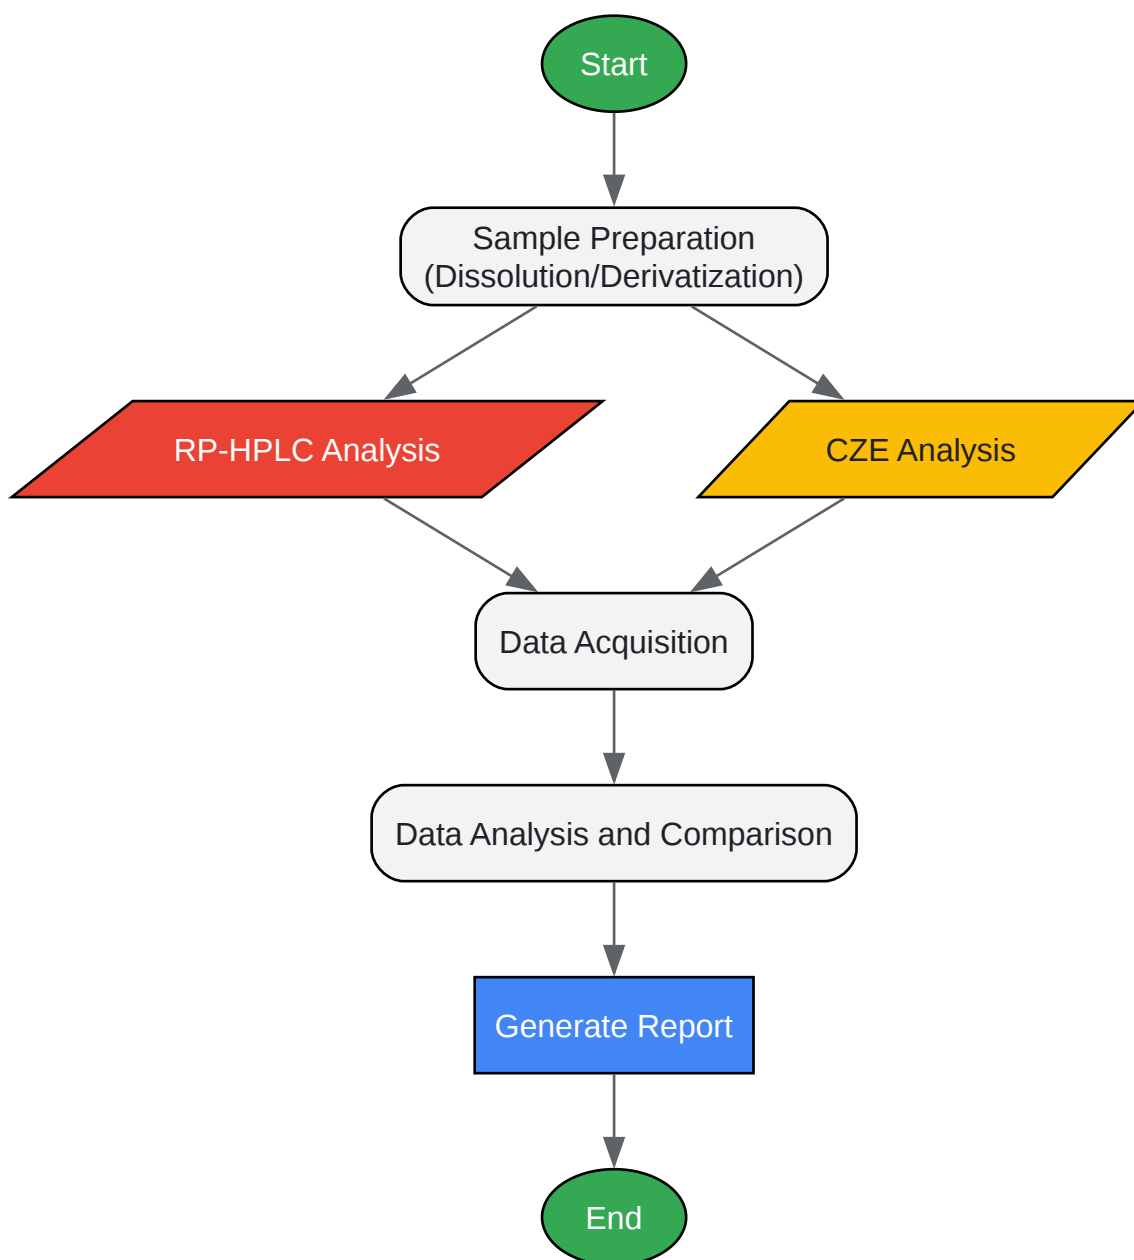 Start
Sample Preparation
(Dissolution/Derivatization)
RP-HPLC Analysis
CZE Analysis
Data Acquisition
Data Analysis and Comparison
Generate Report
End